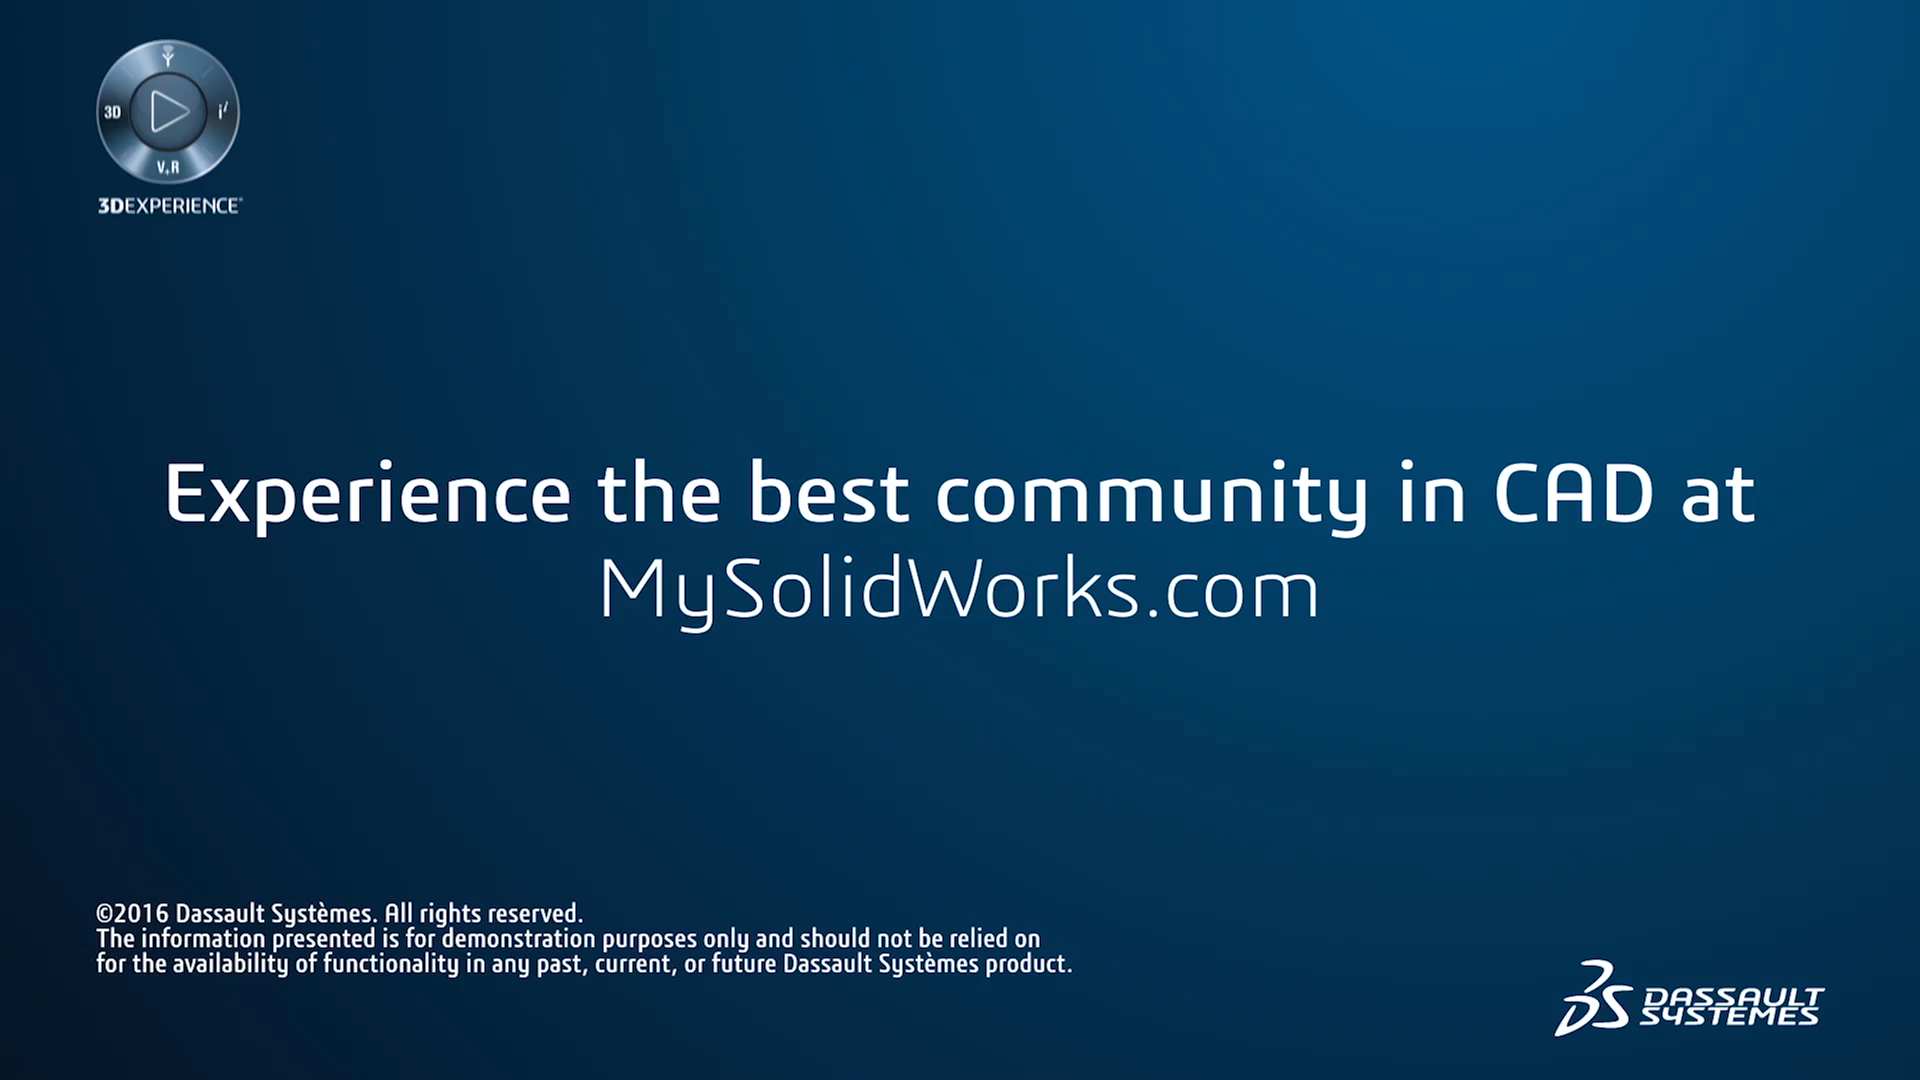 3D
i
V+R
3DEXPERIENCE®
Experience the best community in CAD at
MySolidWorks.com
©2016 Dassault Systèmes. All rights reserved.
The information presented is for demonstration purposes only and should not be relied on
for the availability of functionality in any past, current, or future Dassault Systèmes product.
3DS DASSAULT
SYSTEMES